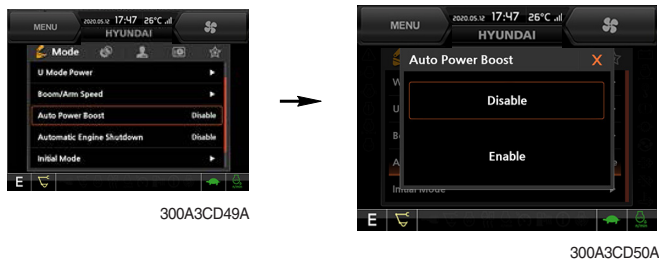 MENU
2020.05.12 17:47 26°C
HYUNDAI
Mode
U Mode Power
Boom/Arm Speed
Auto Power Boost Disable
Automatic Engine Shutdown Disable
Initial Mode
E
300A3CD49A
MENU
2020.05.12 17:47 26°C
HYUNDAI
Auto Power Boost X
Disable
Enable
W
U
B
A
Initial Mode
E
300A3CD50A